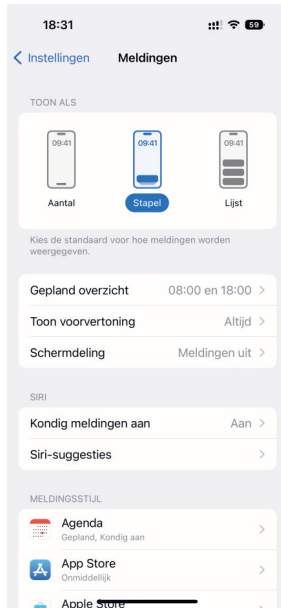 18:31
59
Instellingen Meldingen
TOON ALS
09:41 09:41 09:41
Aantal Stapel Lijst
Kies de standaard voor hoe meldingen worden
weergegeven.
Gepland overzicht 08:00 en 18:00
Toon voorvertoning Altijd
Schermdeling Meldingen uit
SIRI
Kondig meldingen aan Aan
Siri-suggesties
MELDINGSSTIJL
Agenda
Gepland, Kondig aan
App Store
Onmiddellijk
Apple Store